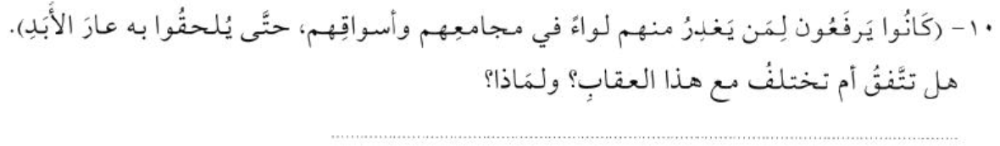 ١٠- (كَانُوا يَرفَعُون لِمَن يَغدِرُ منهم لواءً في مجامعِهم وأسواقِهم، حتَّى يُلحقُوا به عارَ الأَبَدِ).
هل تتَّفقُ أم تختلفُ مع هذا العقابِ؟ ولمَاذا؟